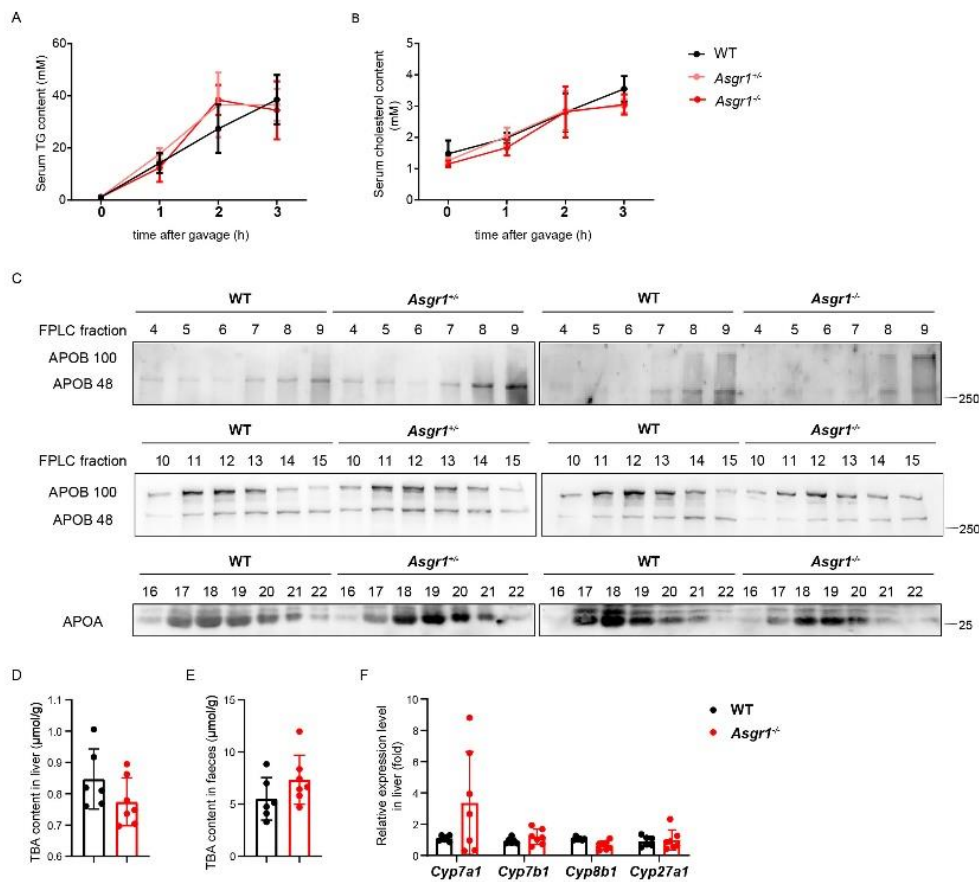 A
B
Serum TG content (mM)
60
40
20
0
0 1 2 3
time after gavage (h)
Serum cholesterol content
(mM)
5
4
3
2
1
0
0 1 2 3
time after gavage (h)
WT
Asgr1+/-
Asgr1-/-
C
WT Asgr1+/- WT Asgr1-/-
FPLC fraction 4 5 6 7 8 9 4 5 6 7 8 9 4 5 6 7 8 9 4 5 6 7 8 9
APOB 100
APOB 48
250
WT Asgr1+/- WT Asgr1-/-
FPLC fraction 10 11 12 13 14 15 10 11 12 13 14 15 10 11 12 13 14 15 10 11 12 13 14 15
APOB 100
APOB 48
250
WT Asgr1+/- WT Asgr1-/-
16 17 18 19 20 21 22 16 17 18 19 20 21 22 16 17 18 19 20 21 22 16 17 18 19 20 21 22
APOA
25
D
E
F
TBA content in liver (µmol/g)
1.1
1.0
0.9
0.8
0.7
0.6
TBA content in faeces (µmol/g)
15
10
5
0
Relative expression level
in liver (fold)
10
8
6
4
2
0
Cyp7a1 Cyp7b1 Cyp8b1 Cyp27a1
WT
Asgr1-/-